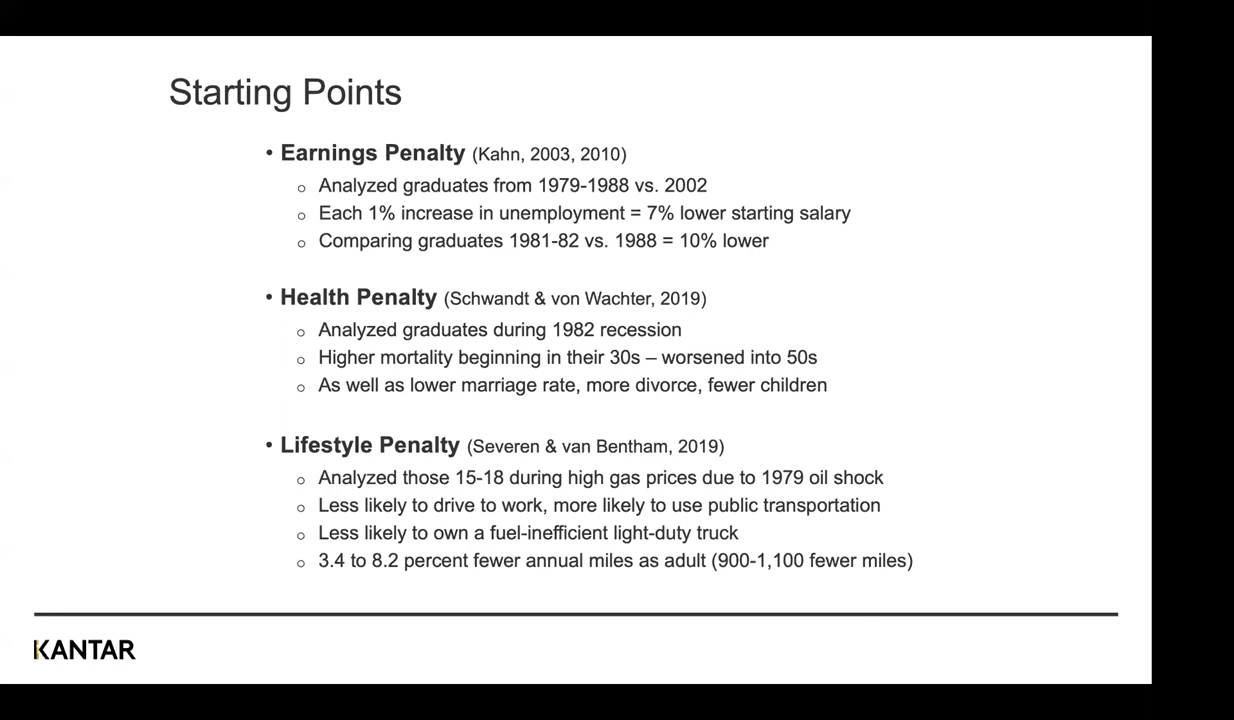 Starting Points
• Earnings Penalty (Kahn, 2003, 2010)
○ Analyzed graduates from 1979-1988 vs. 2002
○ Each 1% increase in unemployment = 7% lower starting salary
○ Comparing graduates 1981-82 vs. 1988 = 10% lower
• Health Penalty (Schwandt & von Wachter, 2019)
○ Analyzed graduates during 1982 recession
○ Higher mortality beginning in their 30s – worsened into 50s
○ As well as lower marriage rate, more divorce, fewer children
• Lifestyle Penalty (Severen & van Bentham, 2019)
○ Analyzed those 15-18 during high gas prices due to 1979 oil shock
○ Less likely to drive to work, more likely to use public transportation
○ Less likely to own a fuel-inefficient light-duty truck
○ 3.4 to 8.2 percent fewer annual miles as adult (900-1,100 fewer miles)
KANTAR